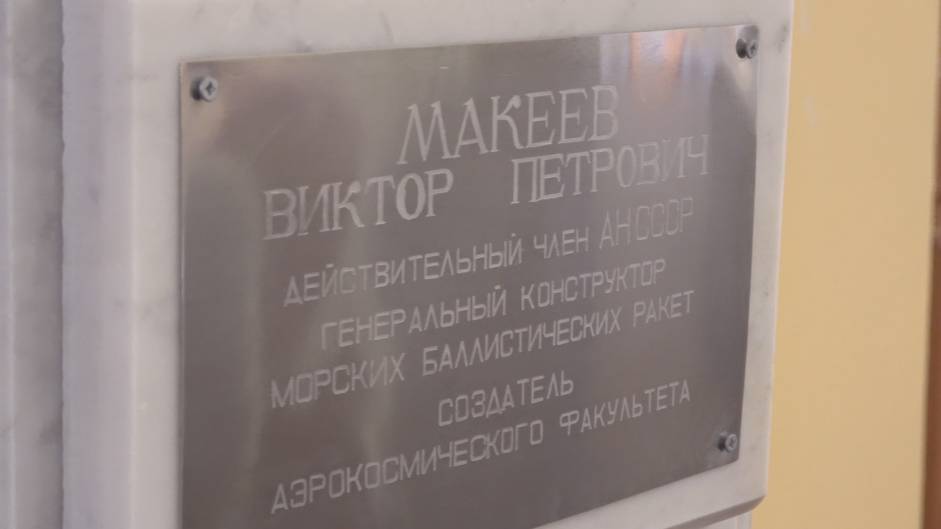 МАКЕЕВ
ВИКТОР ПЕТРОВИЧ
ДЕЙСТВИТЕЛЬНЫЙ ЧЛЕН АН СССР
ГЕНЕРАЛЬНЫЙ КОНСТРУКТОР
МОРСКИХ БАЛЛИСТИЧЕСКИХ РАКЕТ
СОЗДАТЕЛЬ
АЭРОКОСМИЧЕСКОГО ФАКУЛЬТЕТА